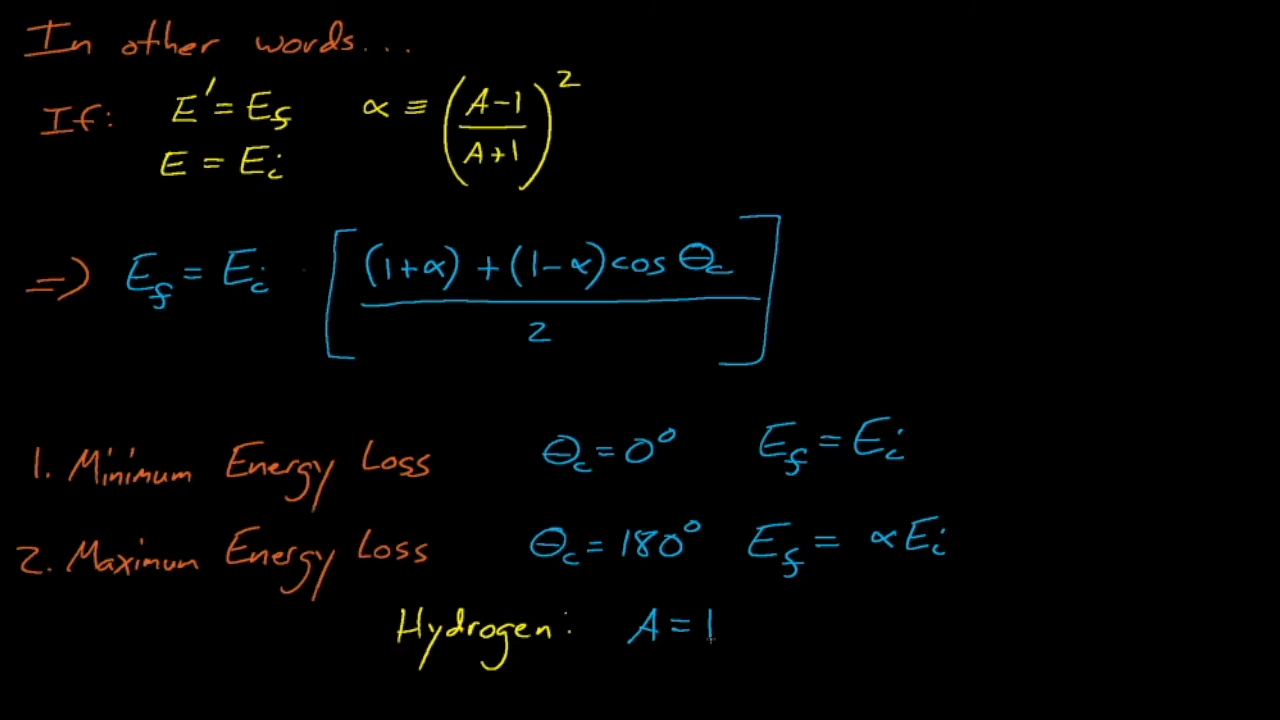 In other words...
If: E' = Ef α ≡ (A-1/A+1)²
E = Ei
=> Ef = Ei [(1+α) + (1-α)cos Θc / 2]
1. Minimum Energy Loss Θc = 0° Ef = Ei
2. Maximum Energy Loss Θc = 180° Ef = αEi
Hydrogen: A = 1